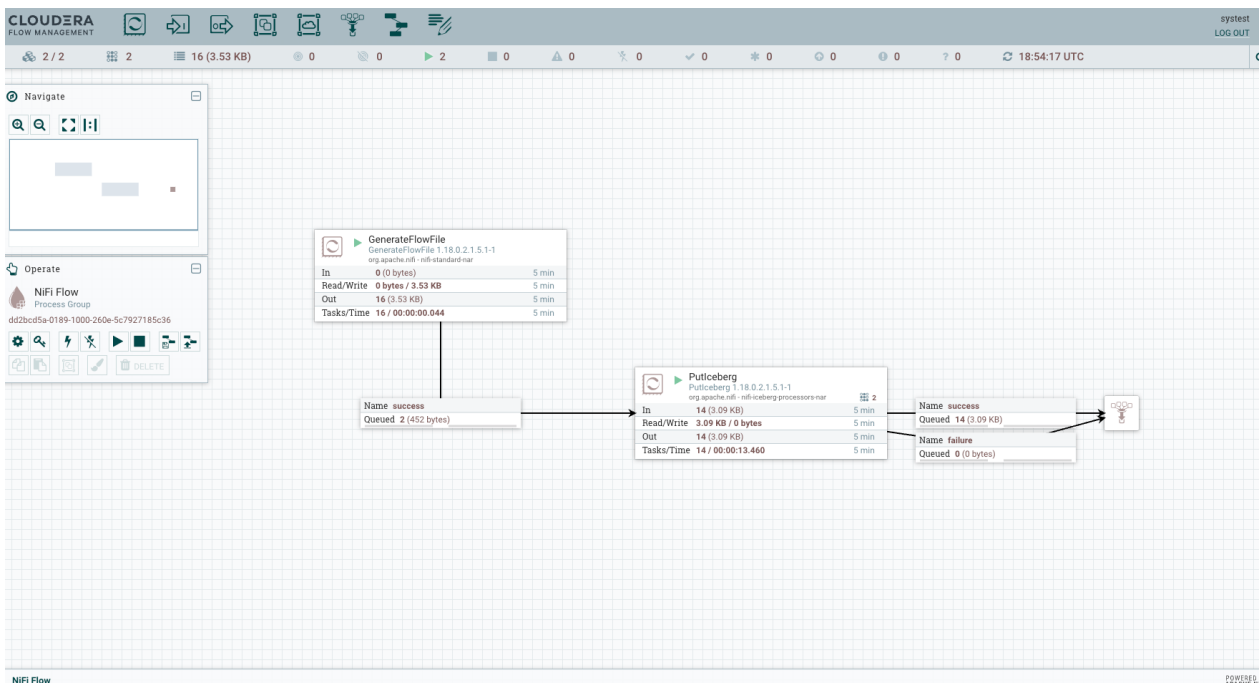 CLOUDERA
FLOW MANAGEMENT
systest
LOG OUT
2 / 2 2 16 (3.53 KB) 0 0 2 0 0 0 0 0 0 0 0 18:54:17 UTC
Navigate
Operate
NiFi Flow
Process Group
dd2bcd5a-0189-1000-260e-5c7927185c36
DELETE
GenerateFlowFile
GenerateFlowFile 1.18.0.2.1.5.1-1
org.apache.nifi - nifi-standard-nar
In 0 (0 bytes) 5 min
Read/Write 0 bytes / 3.53 KB 5 min
Out 16 (3.53 KB) 5 min
Tasks/Time 16 / 00:00:00.044 5 min
Name success
Queued 2 (452 bytes)
PutIceberg
PutIceberg 1.18.0.2.1.5.1-1
org.apache.nifi - nifi-iceberg-processors-nar 2
In 14 (3.09 KB) 5 min
Read/Write 3.09 KB / 0 bytes 5 min
Out 14 (3.09 KB) 5 min
Tasks/Time 14 / 00:00:13.460 5 min
Name success
Queued 14 (3.09 KB)
Name failure
Queued 0 (0 bytes)
NiFi Flow
POWERED